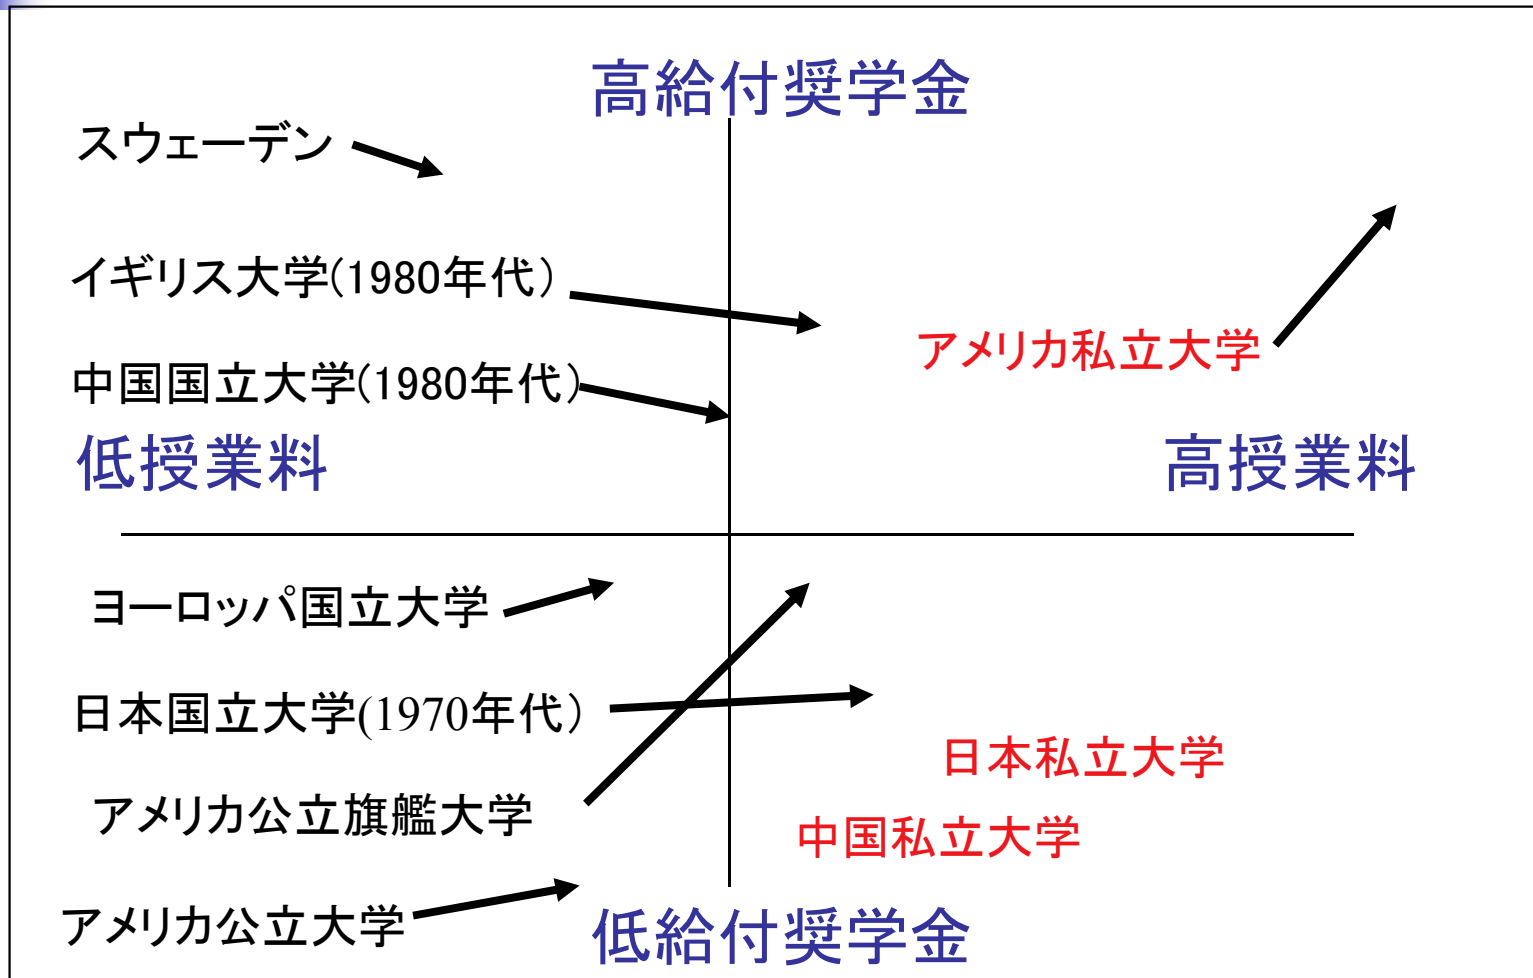 高給付奨学金
スウェーデン
イギリス大学(1980年代）
アメリカ私立大学
中国国立大学(1980年代）
低授業料
高授業料
ヨーロッパ国立大学
日本国立大学(1970年代）
日本私立大学
アメリカ公立旗艦大学
中国私立大学
アメリカ公立大学
低給付奨学金